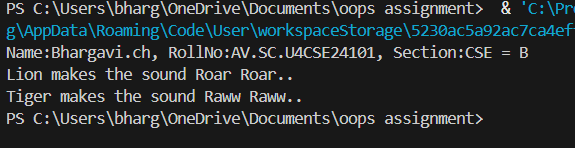 PS C:\Users\bharg\OneDrive\Documents\oops assignment>  & 'C:\Pro
g\AppData\Roaming\Code\User\workspaceStorage\5230ac5a92ac7ca4ef
Name:Bhargavi.ch, RollNo:AV.SC.U4CSE24101, Section:CSE = B
Lion makes the sound Roar Roar..
Tiger makes the sound Raww Raww..
PS C:\Users\bharg\OneDrive\Documents\oops assignment>